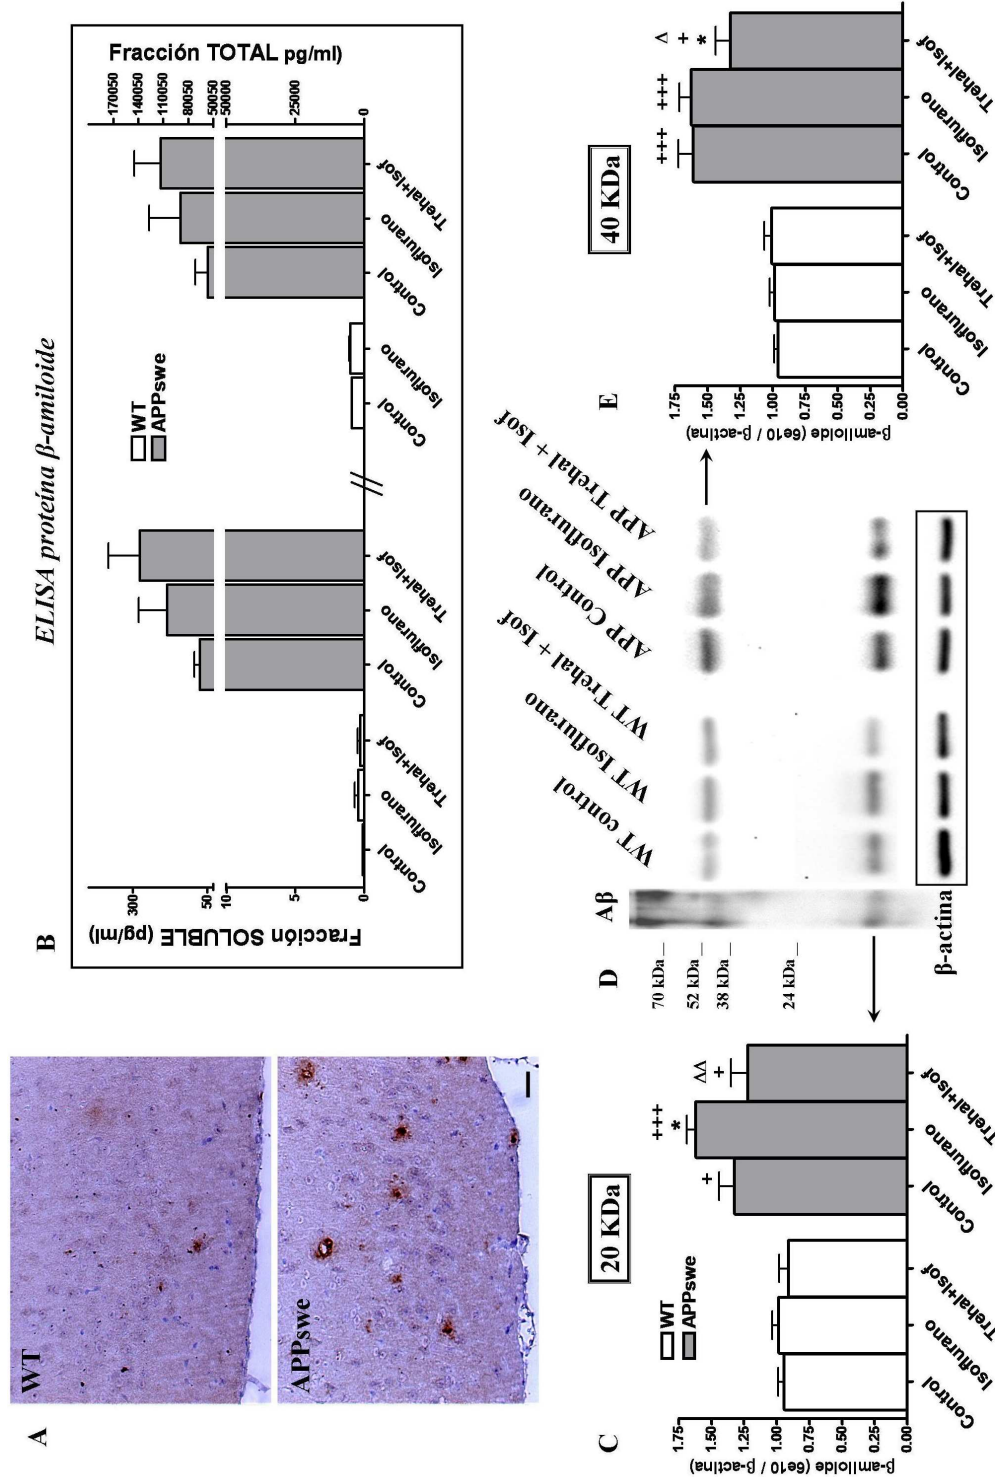 A
WT
APPswe
B
ELISA proteína β-amiloide
Fracción SOLUBLE (pg/ml)
300
50
10
5
0
WT
APPswe
Fracción TOTAL pg/ml)
170050
140050
110050
80050
50050
50000
25000
0
Control
Isoflurano
Trehal+Isof
Control
Isoflurano
Trehal+Isof
Control
Isoflurano
Control
Isoflurano
Trehal+Isof
C
20 KDa
WT
APPswe
β-amiloide (6e10 / β-actina)
1.75
1.50
1.25
1.00
0.75
0.50
0.25
0.00
+
+++
*
ΔΔ
+
Control
Isoflurano
Trehal+Isof
Control
Isoflurano
Trehal+Isof
D
Aβ
WT control
WT Isoflurano
WT Trehal + Isof
APP Control
APP Isoflurano
APP Trehal + Isof
70 kDa
52 kDa
38 kDa
24 kDa
β-actina
E
40 KDa
β-amiloide (6e10 / β-actina)
1.75
1.50
1.25
1.00
0.75
0.50
0.25
0.00
+++
+++
Δ
+
*
Control
Isoflurano
Trehal+Isof
Control
Isoflurano
Trehal+Isof